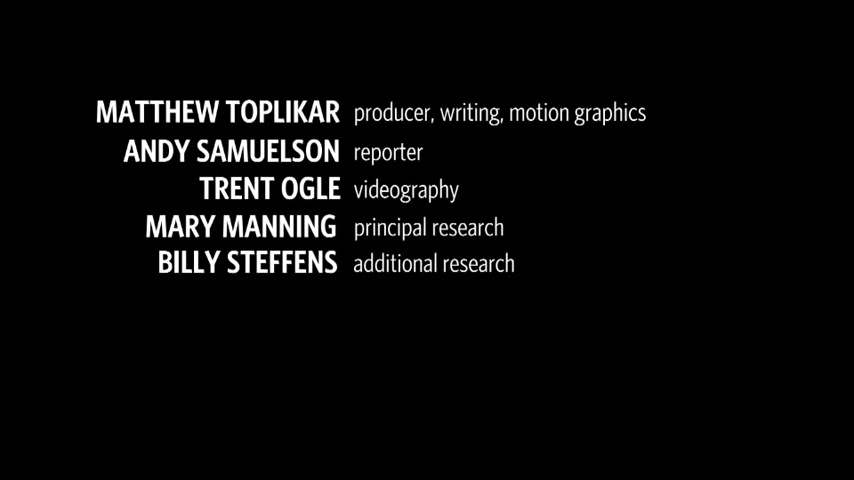 MATTHEW TOPLIKAR producer, writing, motion graphics
ANDY SAMUELSON reporter
TRENT OGLE videography
MARY MANNING principal research
BILLY STEFFENS additional research